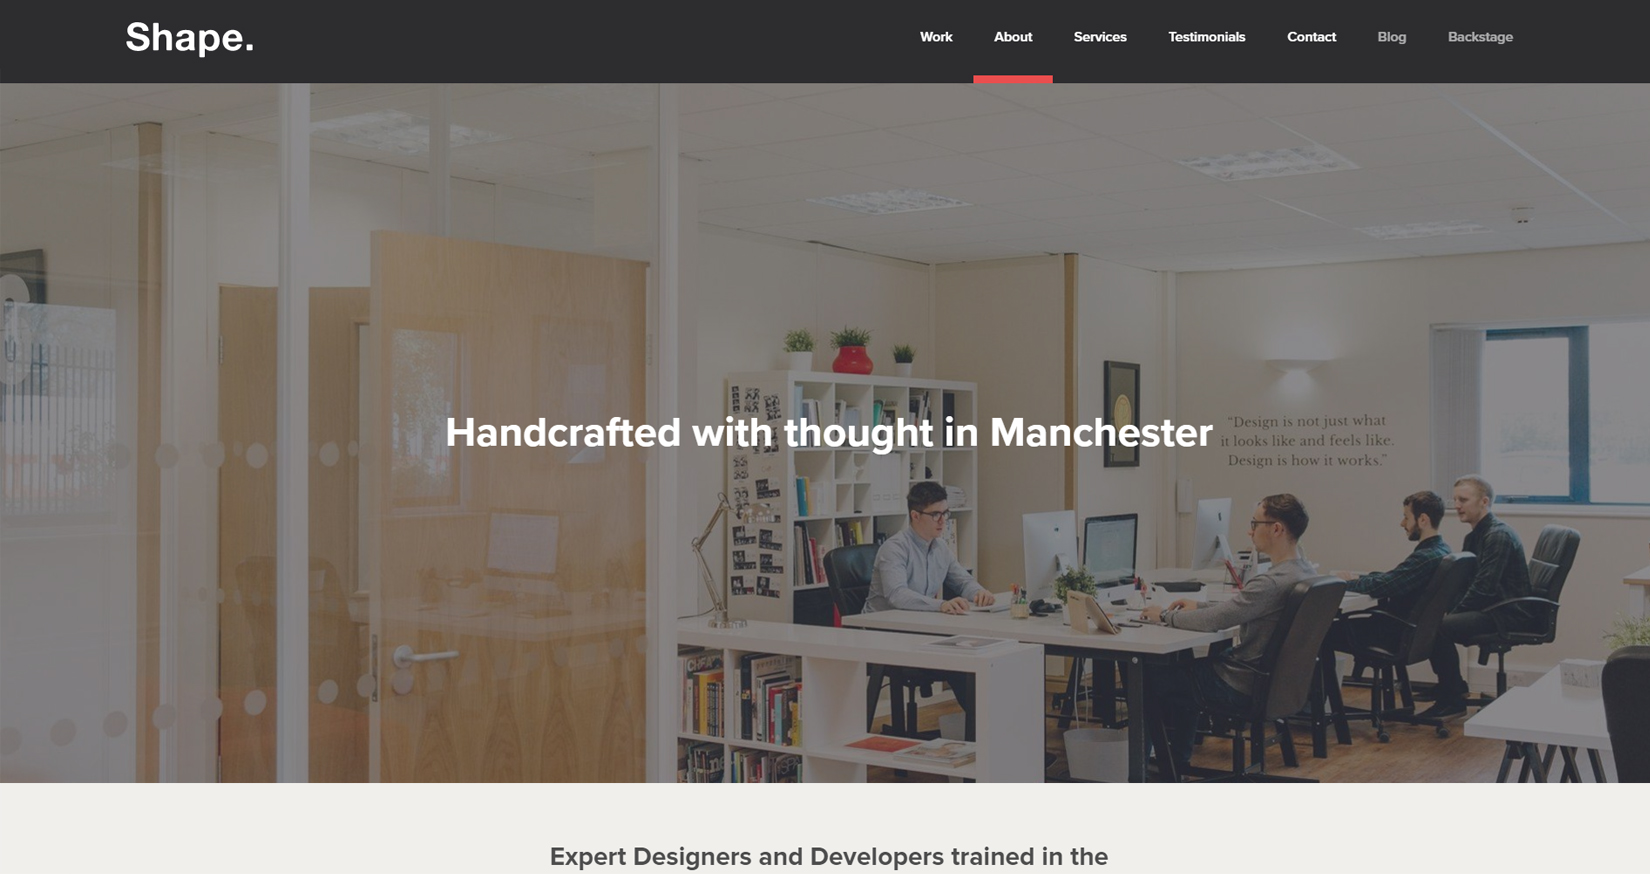 Shape.
Work
About
Services
Testimonials
Contact
Blog
Backstage
Handcrafted with thought in Manchester
“Design is not just what
it looks like and feels like.
Design is how it works.”
Expert Designers and Developers trained in the